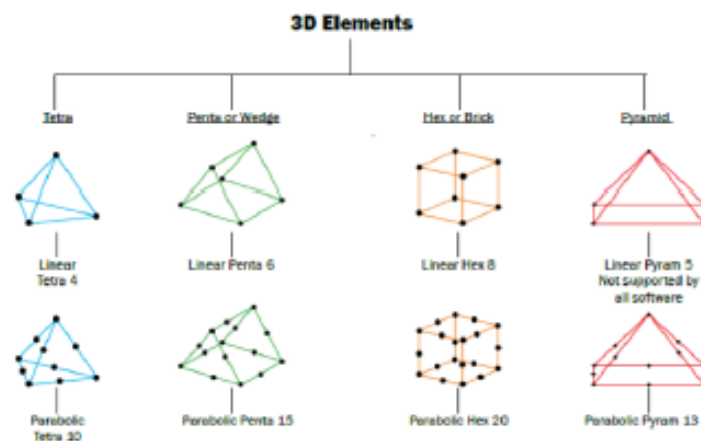 3D Elements
Tetra
Penta or Wedge
Hex or Brick
Pyramid
Linear
Tetra 4
Linear Penta 6
Linear Hex 8
Linear Pyram 5
Not supported by
all software
Parabolic
Tetra 10
Parabolic Penta 15
Parabolic Hex 20
Parabolic Pyram 13